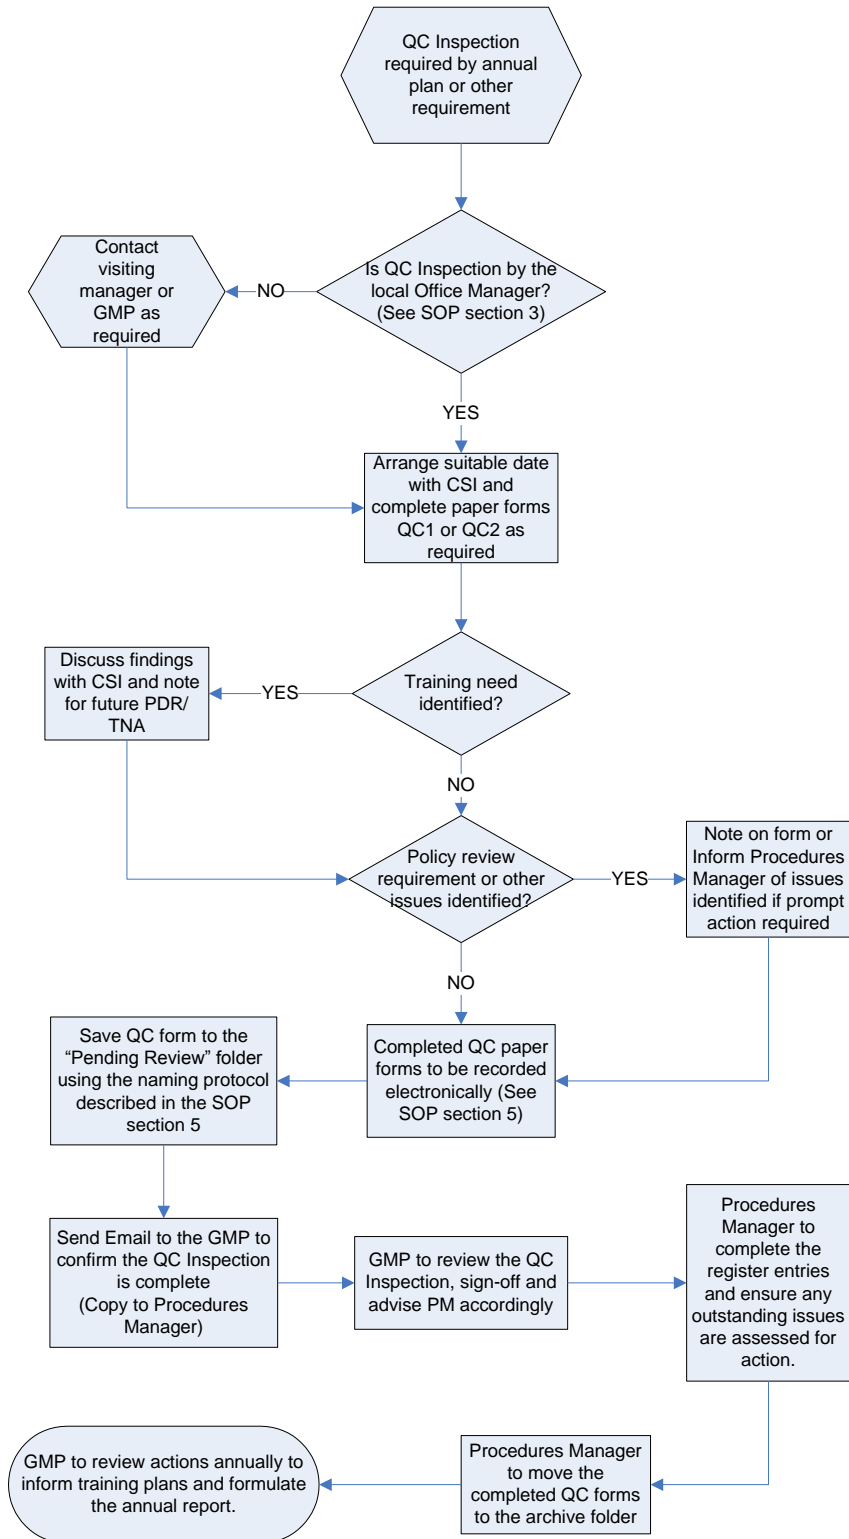 QC Inspection
required by annual
plan or other
requirement
Contact
visiting
manager or
GMP as
required
NO
Is QC Inspection by the
local Office Manager?
(See SOP section 3)
YES
Arrange suitable date
with CSI and
complete paper forms
QC1 or QC2 as
required
Discuss findings
with CSI and note
for future PDR/
TNA
YES
Training need
identified?
NO
Policy review
requirement or other
issues identified?
YES
Note on form or
Inform Procedures
Manager of issues
identified if prompt
action required
NO
Completed QC paper
forms to be recorded
electronically (See
SOP section 5)
Save QC form to the
“Pending Review” folder
using the naming protocol
described in the SOP
section 5
Send Email to the GMP to
confirm the QC Inspection
is complete
(Copy to Procedures
Manager)
GMP to review the QC
Inspection, sign-off and
advise PM accordingly
Procedures
Manager to
complete the
register entries
and ensure any
outstanding issues
are assessed for
action.
Procedures Manager
to move the
completed QC forms
to the archive folder
GMP to review actions annually to
inform training plans and formulate
the annual report.